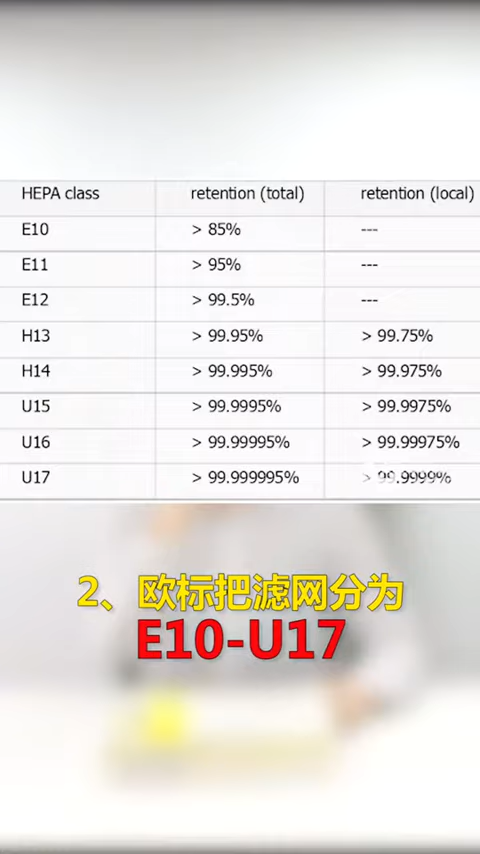 HEPA class retention (total) retention (local)
E10 > 85% ---
E11 > 95% ---
E12 > 99.5% ---
H13 > 99.95% > 99.75%
H14 > 99.995% > 99.975%
U15 > 99.9995% > 99.9975%
U16 > 99.99995% > 99.99975%
U17 > 99.999995% > 99.9999%
2、欧标把滤网分为
E10-U17